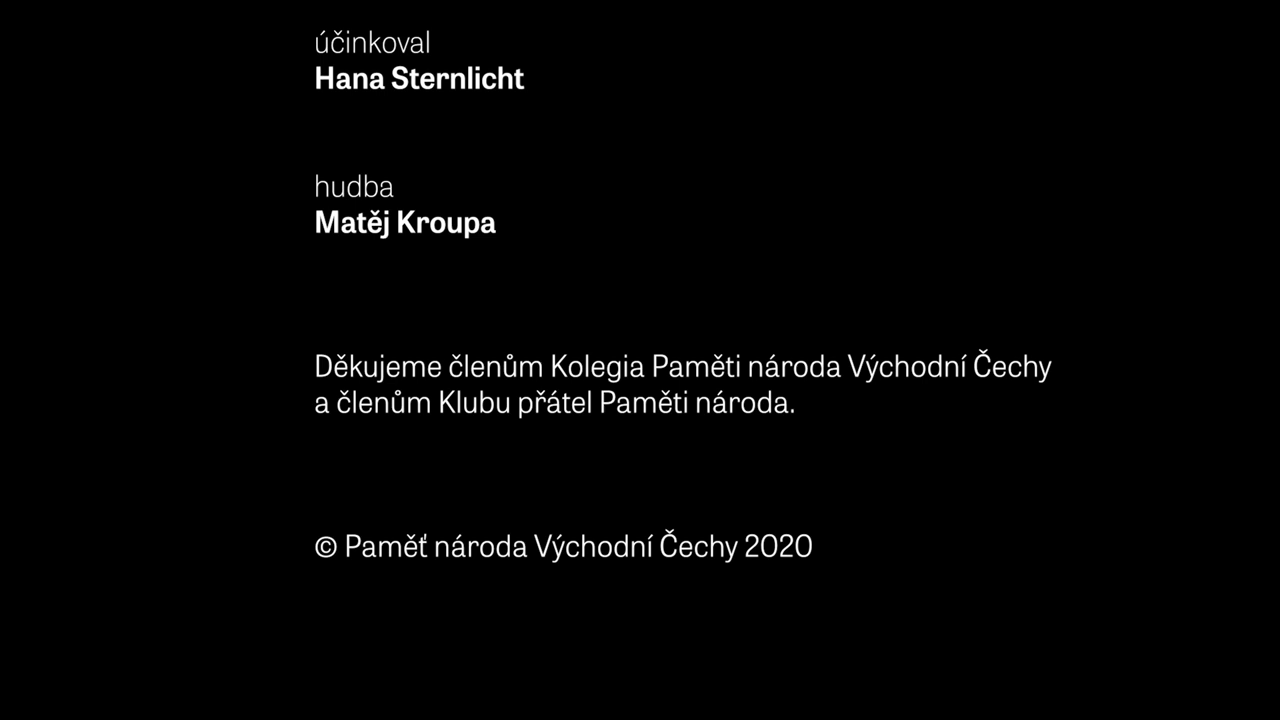 účinkoval
Hana Sternlicht
hudba
Matěj Kroupa
Děkujeme členům Kolegia Paměti národa Východní Čechy
a členům Klubu přátel Paměti národa.
© Paměť národa Východní Čechy 2020